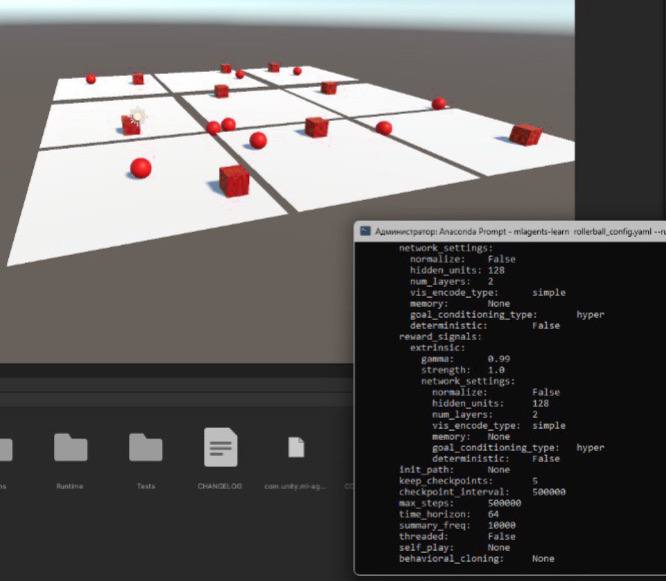 Администратор: Anaconda Prompt - mlagents-learn rollerball_config.yaml
network_settings:
normalize: False
hidden_units: 128
num_layers: 2
vis_encode_type: simple
memory: None
goal_conditioning_type: hyper
deterministic: False
reward_signals:
extrinsic:
gamma: 0.99
strength: 1.0
network_settings:
normalize: False
hidden_units: 128
num_layers: 2
vis_encode_type: simple
memory: None
goal_conditioning_type: hyper
deterministic: False
init_path: None
keep_checkpoints: 5
checkpoint_interval: 500000
max_steps: 500000
time_horizon: 64
summary_freq: 10000
threaded: False
self_play: None
behavioral_cloning: None
Runtime Tests CHANGELOG com.unity.ml-ag...